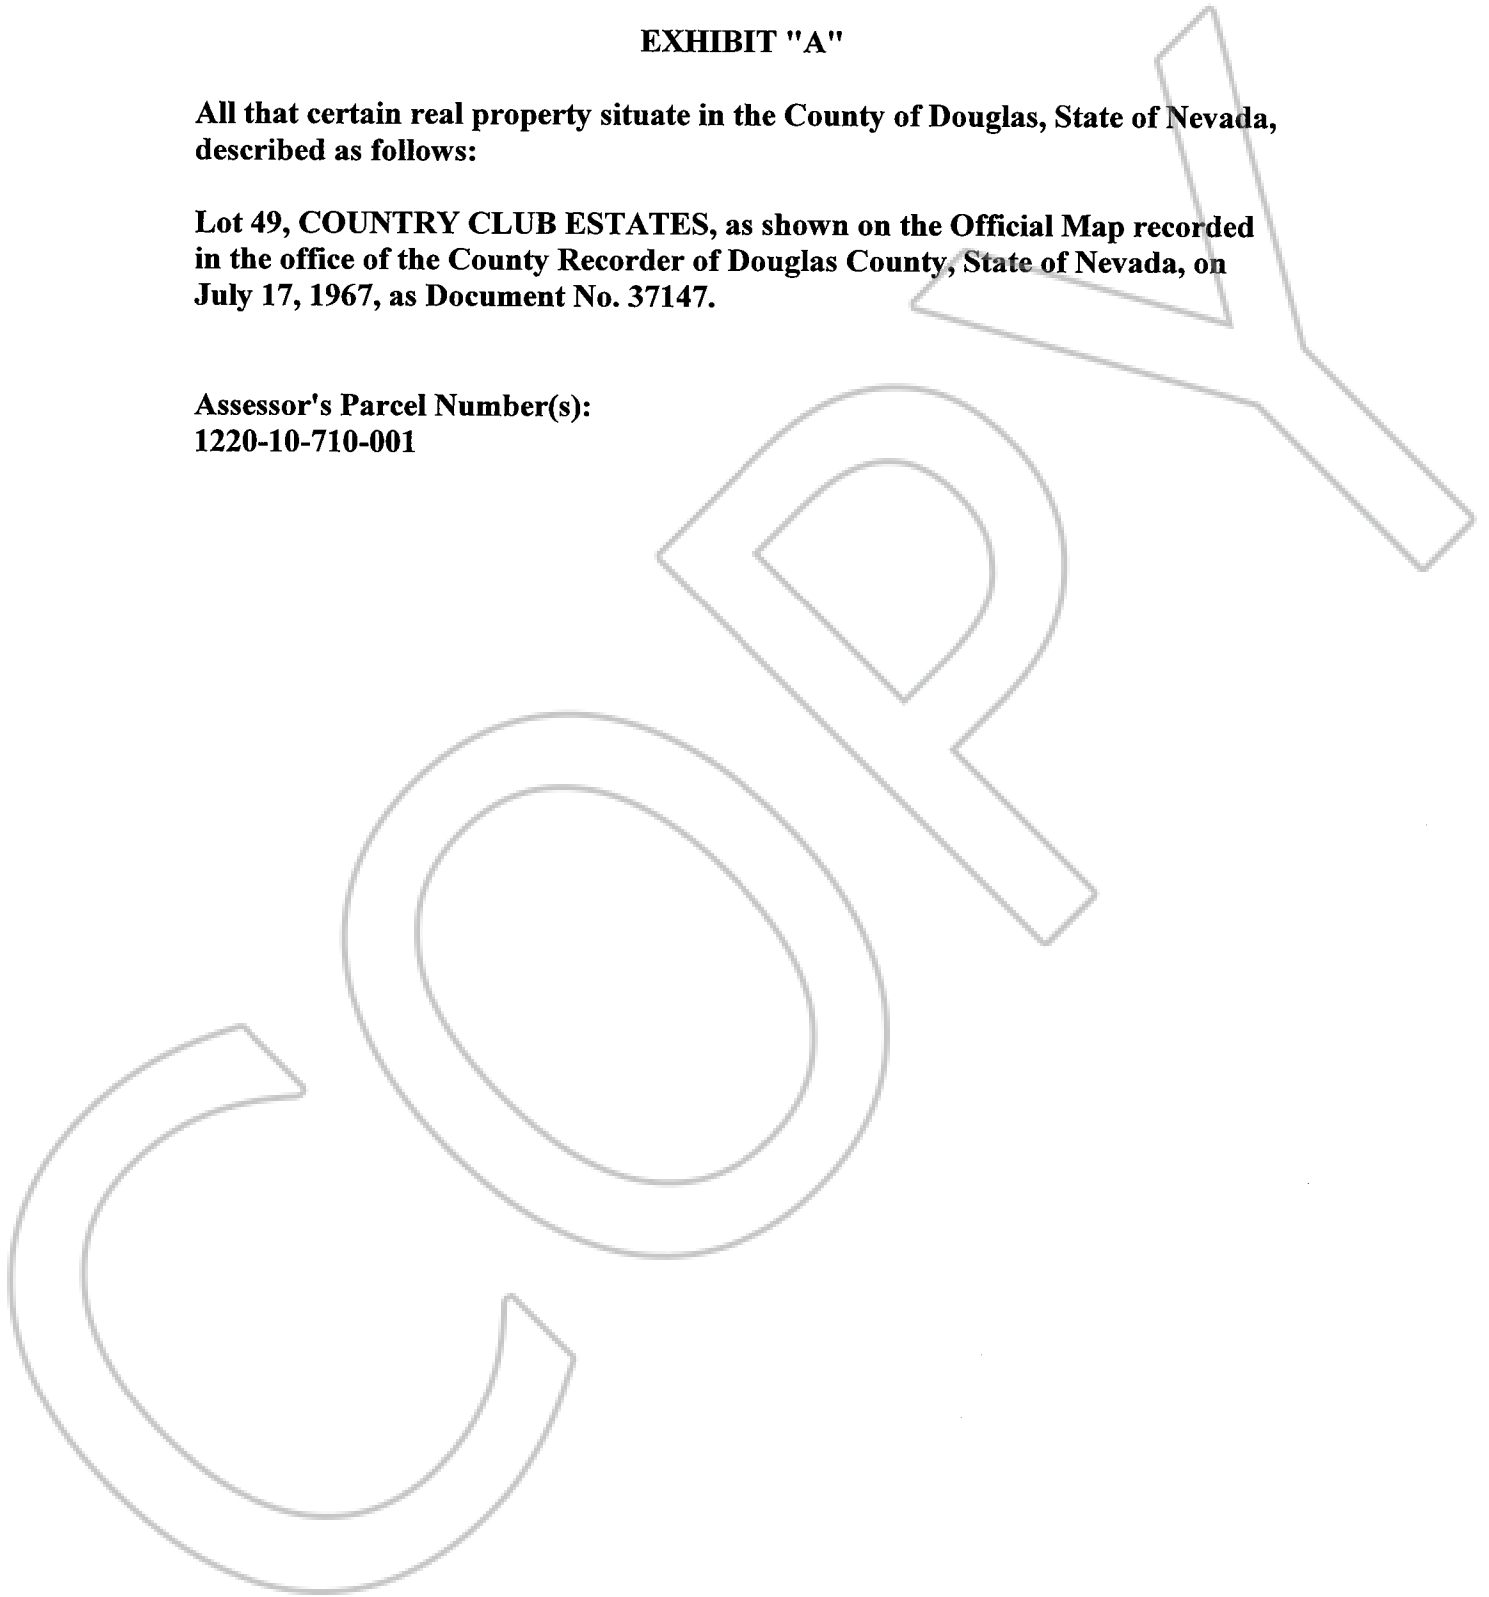 EXHIBIT "A"
All that certain real property situate in the County of Douglas, State of Nevada,
described as follows:
Lot 49, COUNTRY CLUB ESTATES, as shown on the Official Map recorded
in the office of the County Recorder of Douglas County, State of Nevada, on
July 17, 1967, as Document No. 37147.
Assessor's Parcel Number(s):
1220-10-710-001
COPY